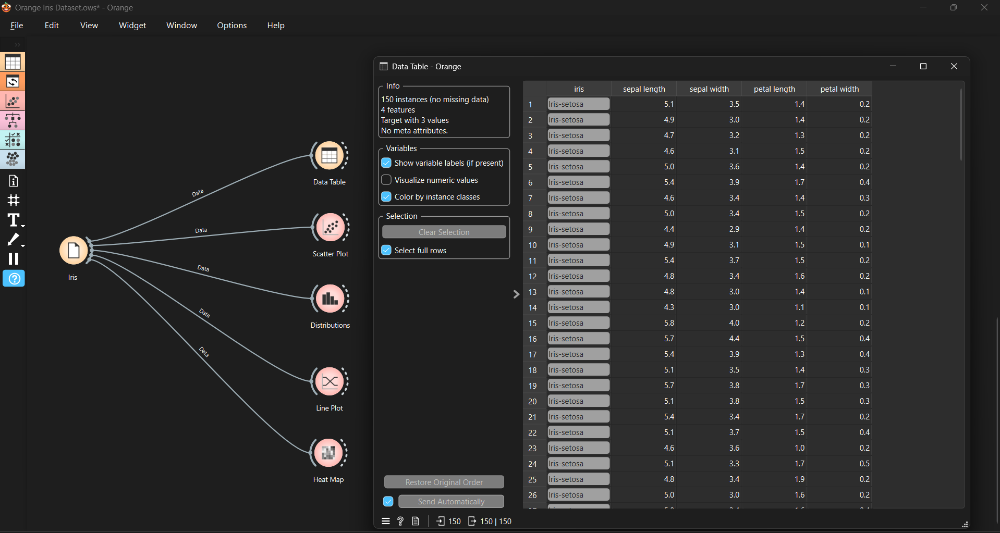 Orange Iris Dataset.ows* - Orange
File Edit View Widget Window Options Help
Data Table
Data
Data
Scatter Plot
Iris
Data
Distributions
Data
Data
Line Plot
Heat Map
Data Table - Orange
Info
150 instances (no missing data)
4 features
Target with 3 values
No meta attributes.
Variables
Show variable labels (if present)
Visualize numeric values
Color by instance classes
Selection
Clear Selection
Select full rows
Restore Original Order
Send Automatically
150 150 | 150
iris sepal length sepal width petal length petal width
1 Iris-setosa 5.1 3.5 1.4 0.2
2 Iris-setosa 4.9 3.0 1.4 0.2
3 Iris-setosa 4.7 3.2 1.3 0.2
4 Iris-setosa 4.6 3.1 1.5 0.2
5 Iris-setosa 5.0 3.6 1.4 0.2
6 Iris-setosa 5.4 3.9 1.7 0.4
7 Iris-setosa 4.6 3.4 1.4 0.3
8 Iris-setosa 5.0 3.4 1.5 0.2
9 Iris-setosa 4.4 2.9 1.4 0.2
10 Iris-setosa 4.9 3.1 1.5 0.1
11 Iris-setosa 5.4 3.7 1.5 0.2
12 Iris-setosa 4.8 3.4 1.6 0.2
13 Iris-setosa 4.8 3.0 1.4 0.1
14 Iris-setosa 4.3 3.0 1.1 0.1
15 Iris-setosa 5.8 4.0 1.2 0.2
16 Iris-setosa 5.7 4.4 1.5 0.4
17 Iris-setosa 5.4 3.9 1.3 0.4
18 Iris-setosa 5.1 3.5 1.4 0.3
19 Iris-setosa 5.7 3.8 1.7 0.3
20 Iris-setosa 5.1 3.8 1.5 0.3
21 Iris-setosa 5.4 3.4 1.7 0.2
22 Iris-setosa 5.1 3.7 1.5 0.4
23 Iris-setosa 4.6 3.6 1.0 0.2
24 Iris-setosa 5.1 3.3 1.7 0.5
25 Iris-setosa 4.8 3.4 1.9 0.2
26 Iris-setosa 5.0 3.0 1.6 0.2